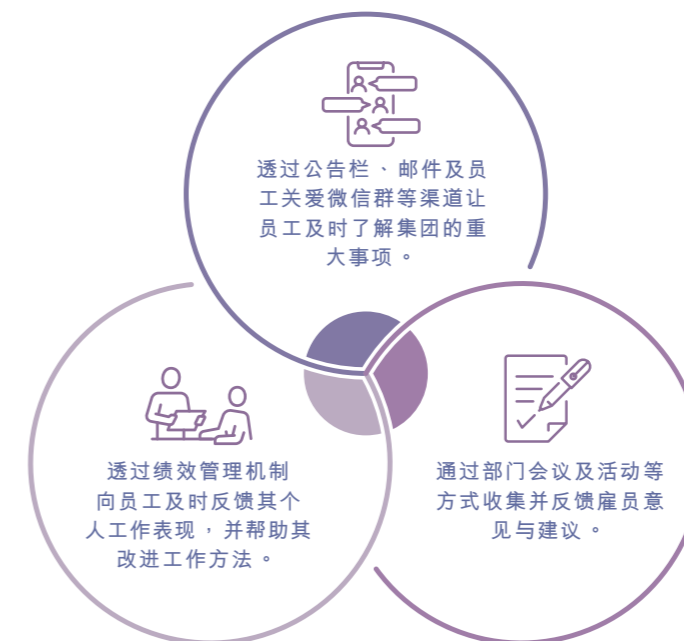 透过公告栏、邮件及员
工关爱微信群等渠道让
员工及时了解集团的重
大事项。
透过绩效管理机制
向员工及时反馈其个
人工作表现，并帮助其
改进工作方法。
通过部门会议及活动等
方式收集并反馈雇员意
见与建议。